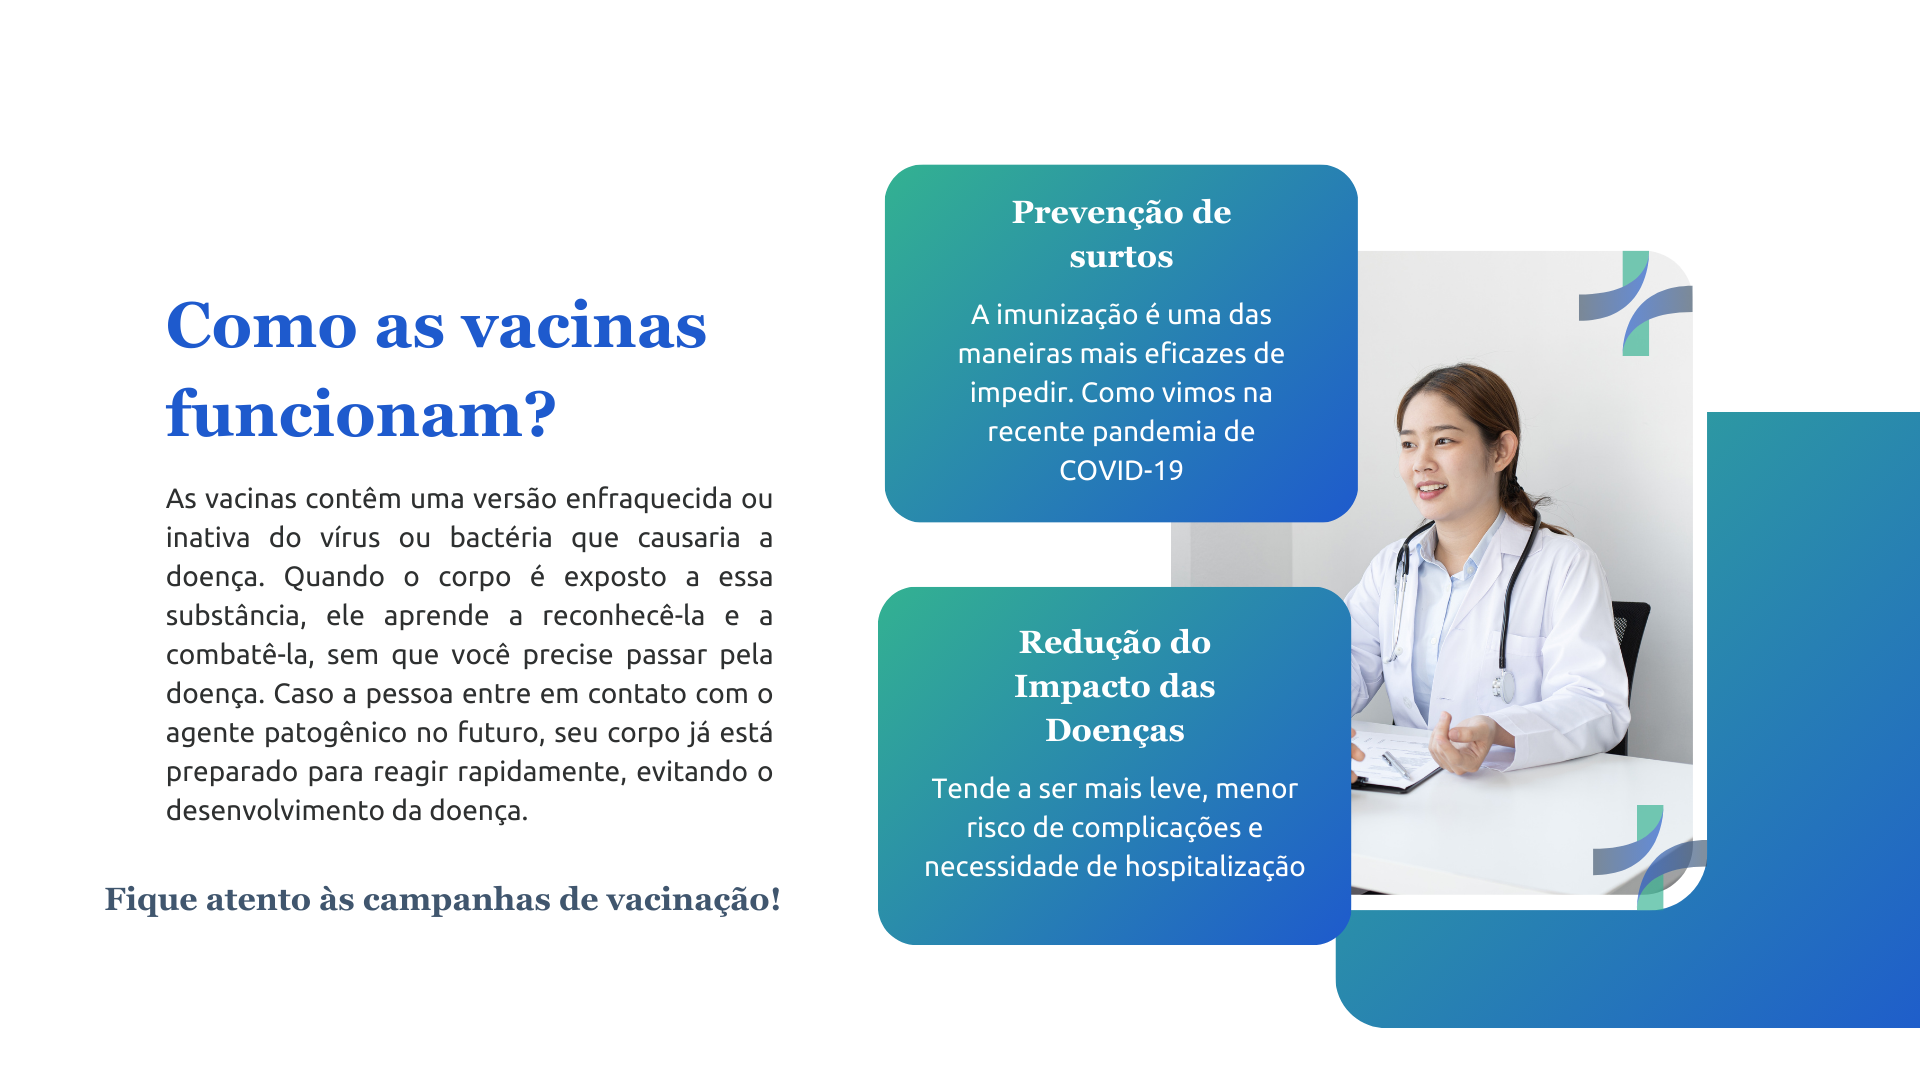 Como as vacinas
funcionam?
As vacinas contêm uma versão enfraquecida ou
inativa do vírus ou bactéria que causaria a
doença. Quando o corpo é exposto a essa
substância, ele aprende a reconhecê-la e a
combatê-la, sem que você precise passar pela
doença. Caso a pessoa entre em contato com o
agente patogênico no futuro, seu corpo já está
preparado para reagir rapidamente, evitando o
desenvolvimento da doença.
Fique atento às campanhas de vacinação!
Prevenção de
surtos
A imunização é uma das
maneiras mais eficazes de
impedir. Como vimos na
recente pandemia de
COVID-19
Redução do
Impacto das
Doenças
Tende a ser mais leve, menor
risco de complicações e
necessidade de hospitalização